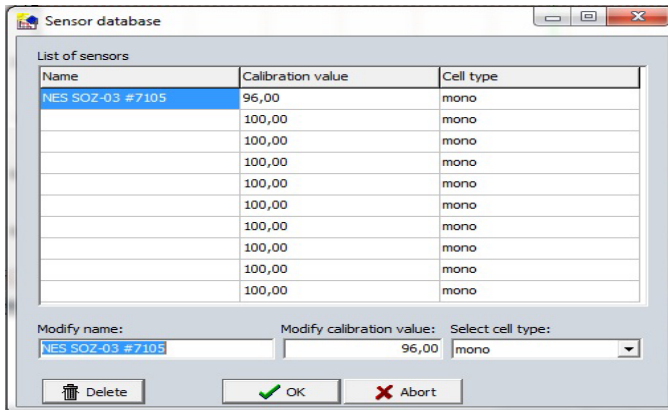 Sensor database
List of sensors
Name Calibration value Cell type
NES SOZ-03 #7105 96,00 mono
100,00 mono
100,00 mono
100,00 mono
100,00 mono
100,00 mono
100,00 mono
100,00 mono
100,00 mono
100,00 mono
Modify name: Modify calibration value: Select cell type:
NES SOZ-03 #7105 96,00 mono
Delete OK Abort